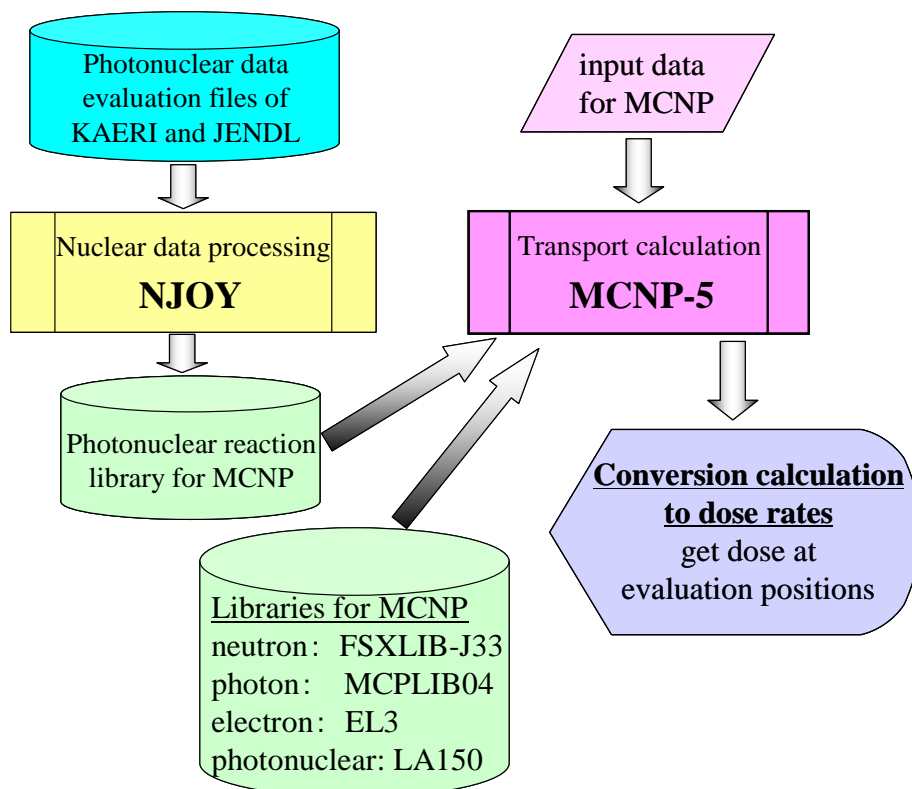 Photonuclear data
evaluation files of
KAERI and JENDL
input data
for MCNP
Nuclear data processing
NJOY
Transport calculation
MCNP-5
Photonuclear reaction
library for MCNP
Conversion calculation
to dose rates
get dose at
evaluation positions
Libraries for MCNP
neutron: FSXLIB-J33
photon: MCPLIB04
electron: EL3
photonuclear: LA150